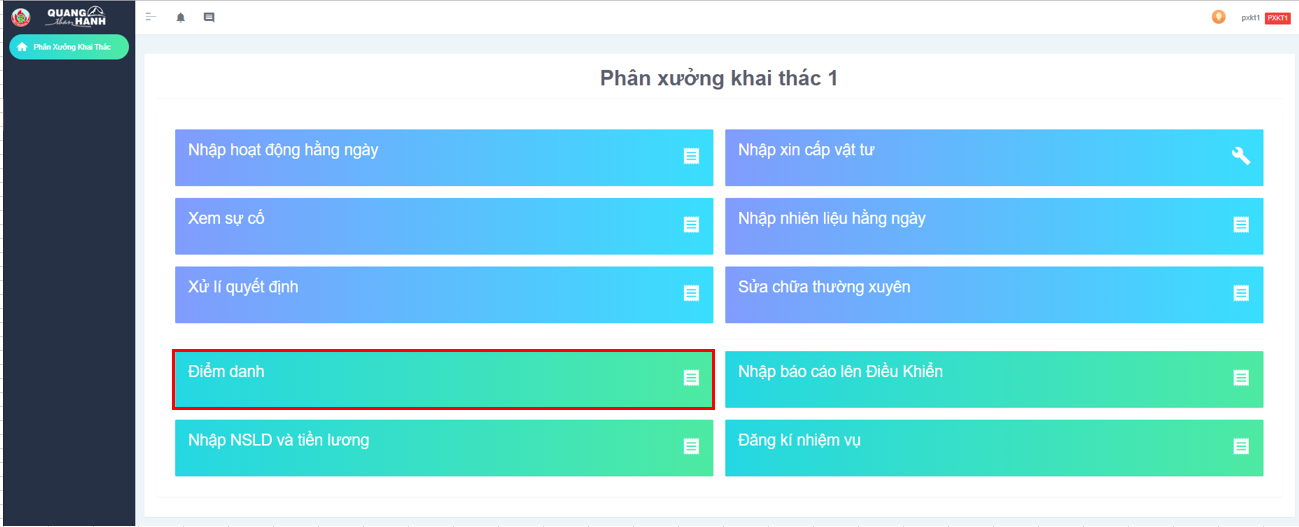 QUANG
HANH
pxkt1 PXKT1
Phân Xưởng Khai Thác
Phân xưởng khai thác 1
Nhập hoạt động hằng ngày
Nhập xin cấp vật tư
Xem sự cố
Nhập nhiên liệu hằng ngày
Xử lí quyết định
Sửa chữa thường xuyên
Điểm danh
Nhập báo cáo lên Điều Khiển
Nhập NSLD và tiền lương
Đăng kí nhiệm vụ